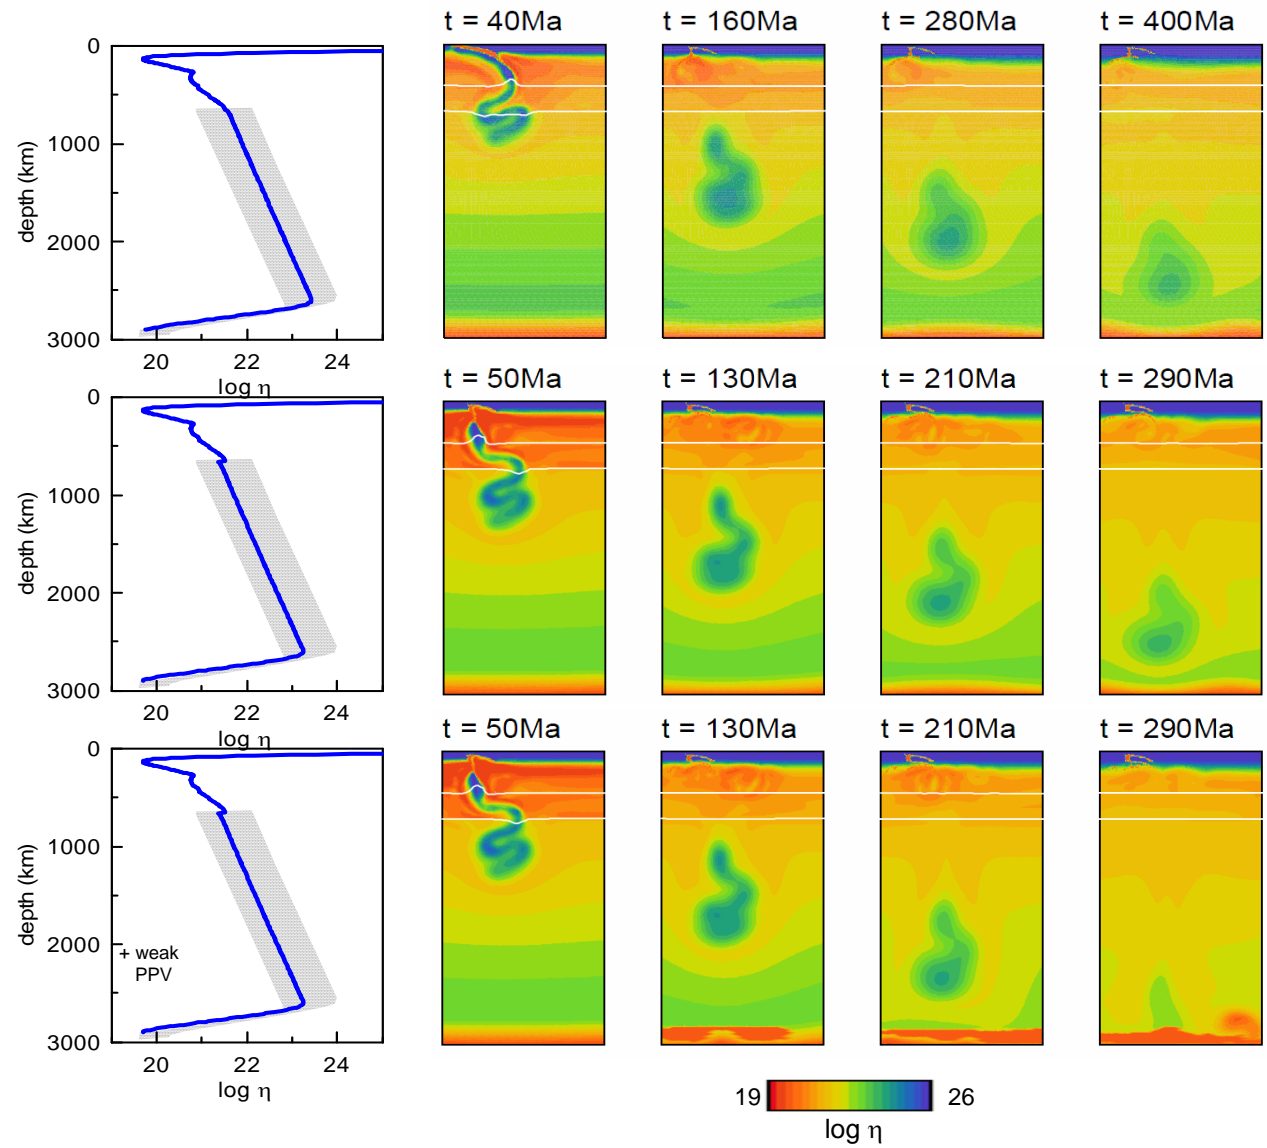 t = 40Ma
t = 160Ma
t = 280Ma
t = 400Ma
0
1000
2000
3000
depth (km)
20
22
24
log η
t = 50Ma
t = 130Ma
t = 210Ma
t = 290Ma
0
1000
2000
3000
depth (km)
20
22
24
log η
t = 50Ma
t = 130Ma
t = 210Ma
t = 290Ma
0
1000
2000
3000
depth (km)
+ weak
PPV
20
22
24
log η
19
26
log η